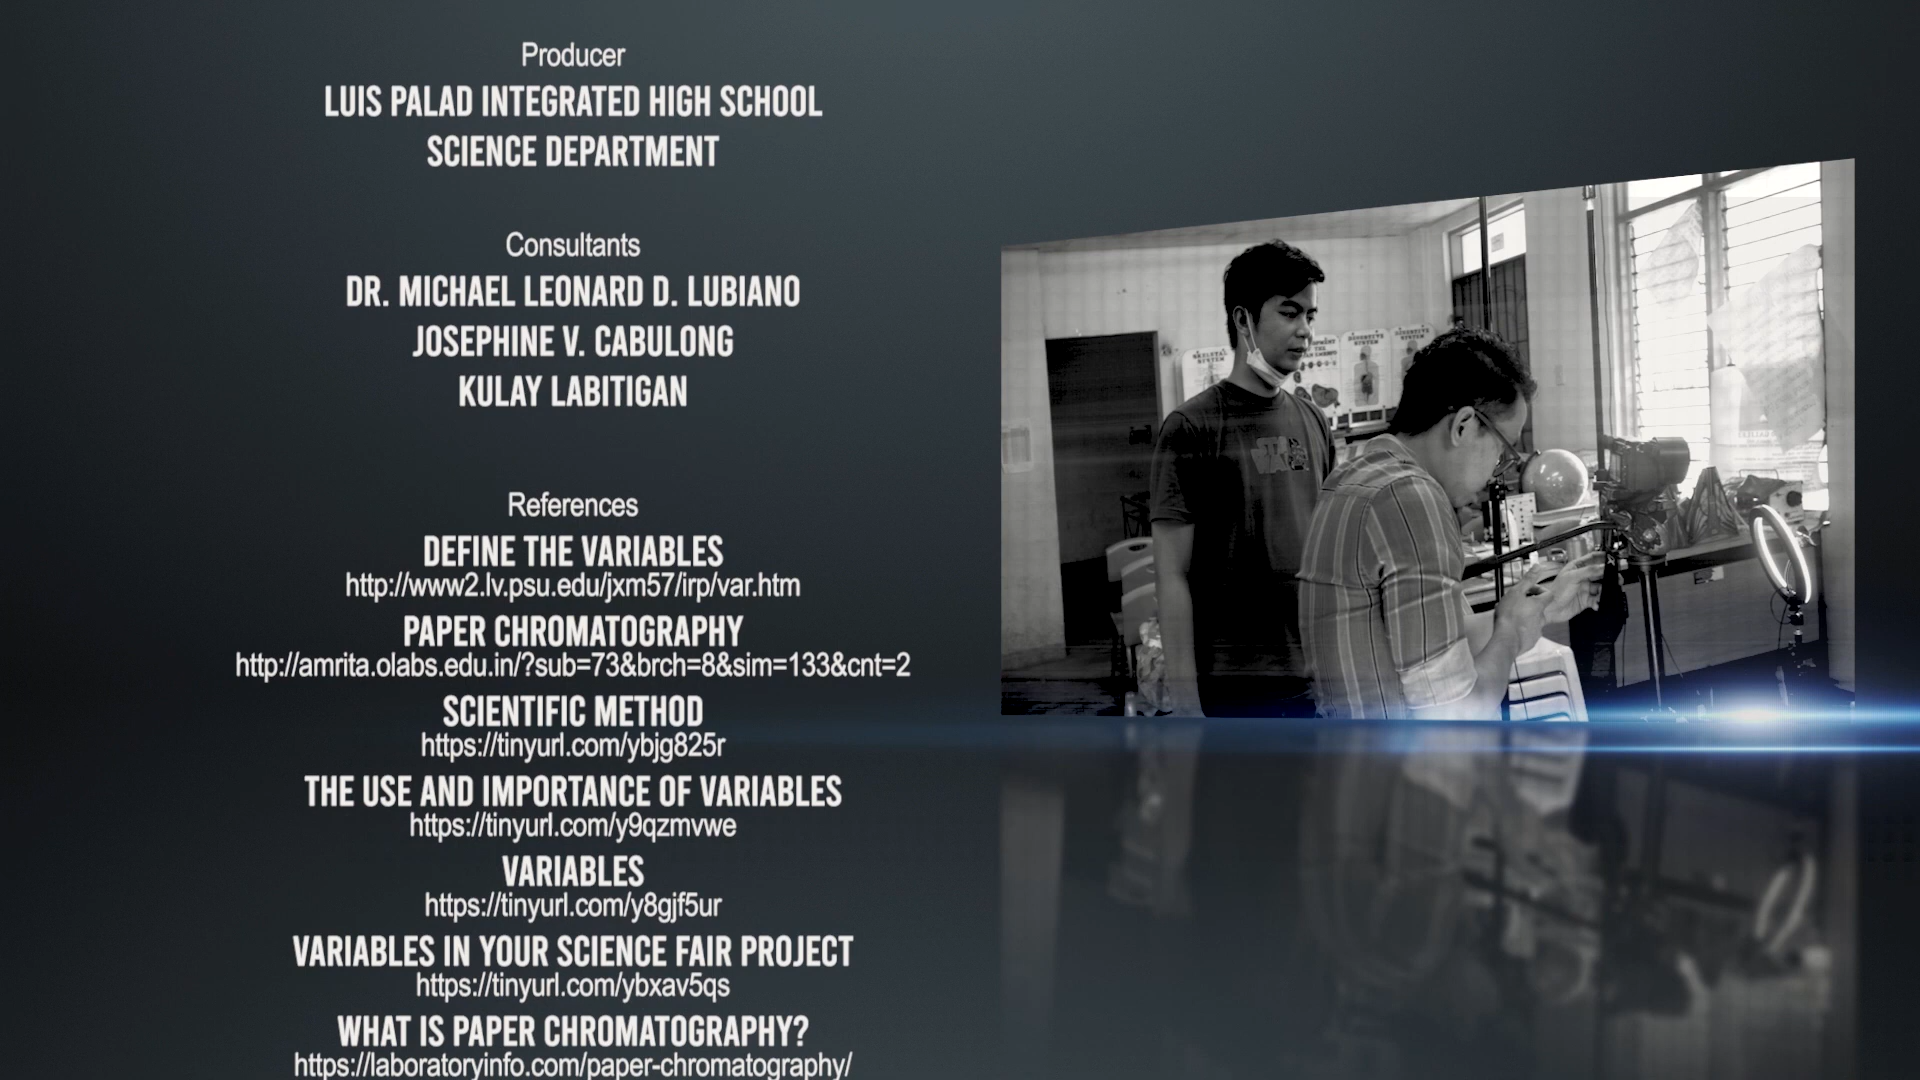 Producer
LUIS PALAD INTEGRATED HIGH SCHOOL
SCIENCE DEPARTMENT
Consultants
DR. MICHAEL LEONARD D. LUBIANO
JOSEPHINE V. CABULONG
KULAY LABITIGAN
References
DEFINE THE VARIABLES
http://www2.lv.psu.edu/jxm57/irp/var.htm
PAPER CHROMATOGRAPHY
http://amrita.olabs.edu.in/?sub=73&brch=8&sim=133&cnt=2
SCIENTIFIC METHOD
https://tinyurl.com/ybjg825r
THE USE AND IMPORTANCE OF VARIABLES
https://tinyurl.com/y9qzmvwe
VARIABLES
https://tinyurl.com/y8gjf5ur
VARIABLES IN YOUR SCIENCE FAIR PROJECT
https://tinyurl.com/ybxav5qs
WHAT IS PAPER CHROMATOGRAPHY?
https://laboratoryinfo.com/paper-chromatography/